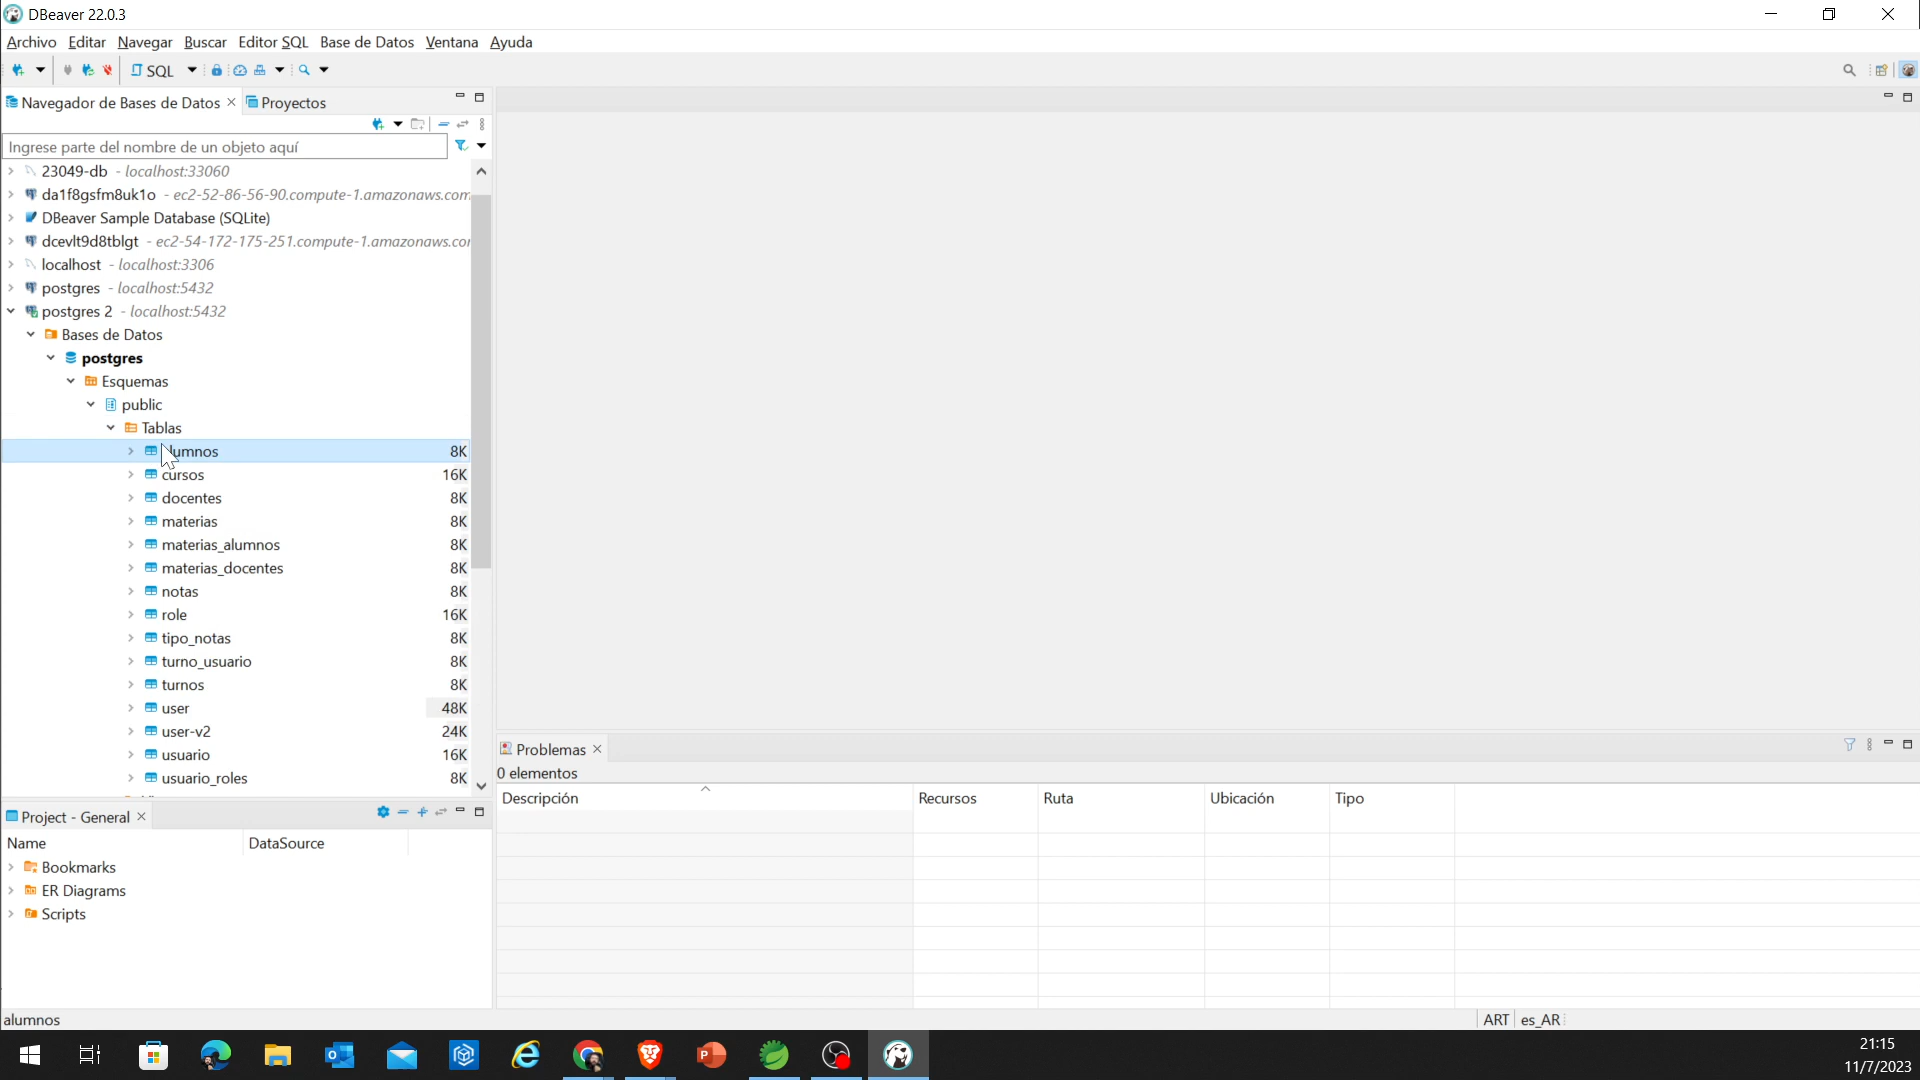 DBeaver 22.0.3
Archivo Editar Navegar Buscar Editor SQL Base de Datos Ventana Ayuda
SQL
Navegador de Bases de Datos Proyectos
Ingrese parte del nombre de un objeto aquí
23049-db - localhost:33060
da1f8gsfm8uk1o - ec2-52-86-56-90.compute-1.amazonaws.com
DBeaver Sample Database (SQLite)
dcevlt9d8tblgt - ec2-54-172-175-251.compute-1.amazonaws.cor
localhost - localhost:3306
postgres - localhost:5432
postgres 2 - localhost:5432
Bases de Datos
postgres
Esquemas
public
Tablas
lumnos 8K
cursos 16K
docentes 8K
materias 8K
materias_alumnos 8K
materias_docentes 8K
notas 8K
role 16K
tipo_notas 8K
turno_usuario 8K
turnos 8K
user 48K
user-v2 24K
usuario 16K
usuario_roles 8K
Project - General
Name DataSource
Bookmarks
ER Diagrams
Scripts
Problemas
0 elementos
Descripción Recursos Ruta Ubicación Tipo
alumnos ART es_AR
21:15
11/7/2023